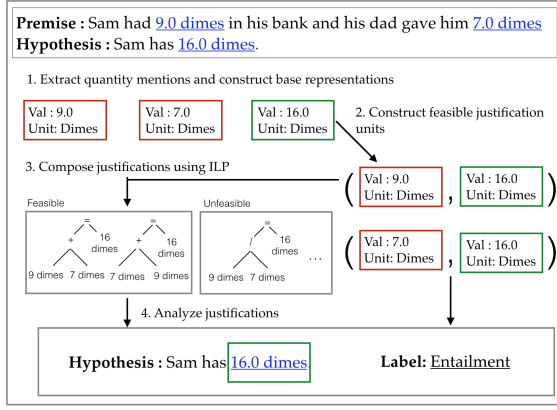 Premise : Sam had 9.0 dimes in his bank and his dad gave him 7.0 dimes
Hypothesis : Sam has 16.0 dimes.
1. Extract quantity mentions and construct base representations
Val : 9.0
Unit: Dimes
Val : 7.0
Unit: Dimes
Val : 16.0
Unit: Dimes
2. Construct feasible justification
units
3. Compose justifications using ILP
( Val : 9.0
Unit: Dimes , Val : 16.0
Unit: Dimes )
( Val : 7.0
Unit: Dimes , Val : 16.0
Unit: Dimes )
Feasible
= =
+ 16 + 16
dimes dimes
9 dimes 7 dimes 7 dimes 9 dimes
Unfeasible
=
/ 16
dimes
9 dimes 7 dimes
...
4. Analyze justifications
Hypothesis : Sam has 16.0 dimes.
Label: Entailment